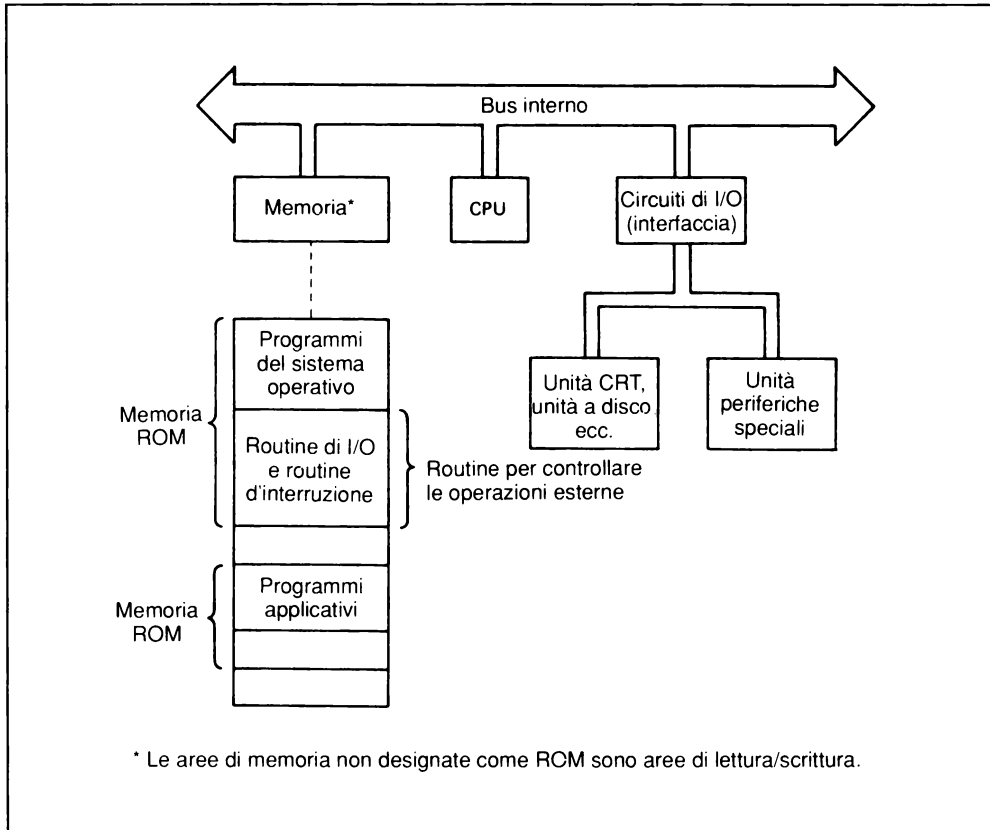 Bus interno
Memoria*
CPU
Circuiti di I/O
(interfaccia)
Programmi
del sistema
operativo
Memoria
ROM
Routine di I/O
e routine
d'interruzione
Routine per controllare
le operazioni esterne
Unità CRT,
unità a disco
ecc.
Unità
periferiche
speciali
Programmi
applicativi
Memoria
ROM
* Le aree di memoria non designate come ROM sono aree di lettura/scrittura.